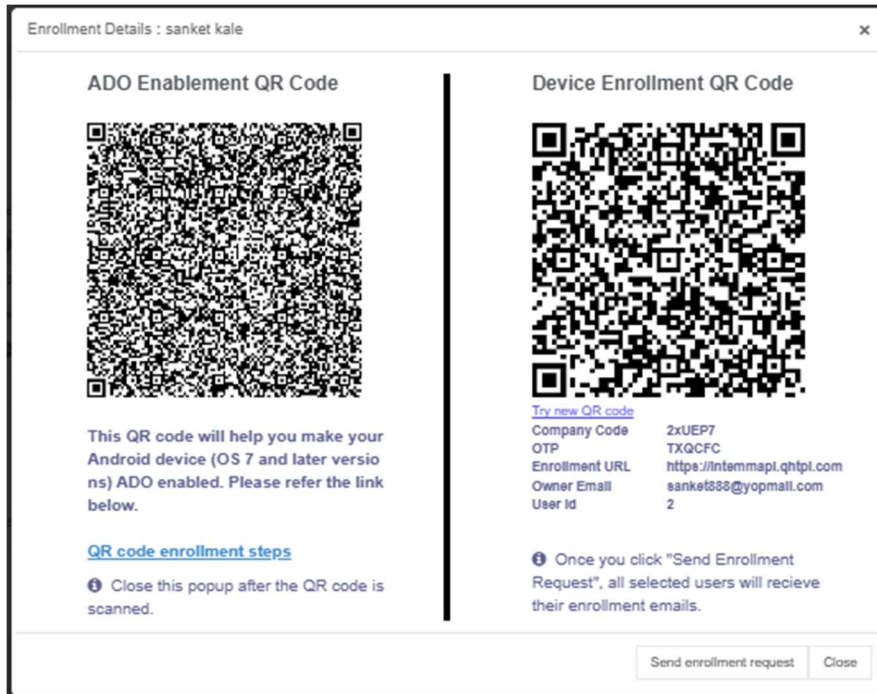 Enrollment Details : sanket kale
×
ADO Enablement QR Code
This QR code will help you make your
Android device (OS 7 and later versio
ns) ADO enabled. Please refer the link
below.
QR code enrollment steps
Close this popup after the QR code is
scanned.
Device Enrollment QR Code
Try new QR code
Company Code 2xUEP7
OTP TXQCFC
Enrollment URL https://intemmapi.qhtpl.com
Owner Email sanket888@yopmail.com
User Id 2
Once you click "Send Enrollment
Request", all selected users will recieve
their enrollment emails.
Send enrollment request
Close